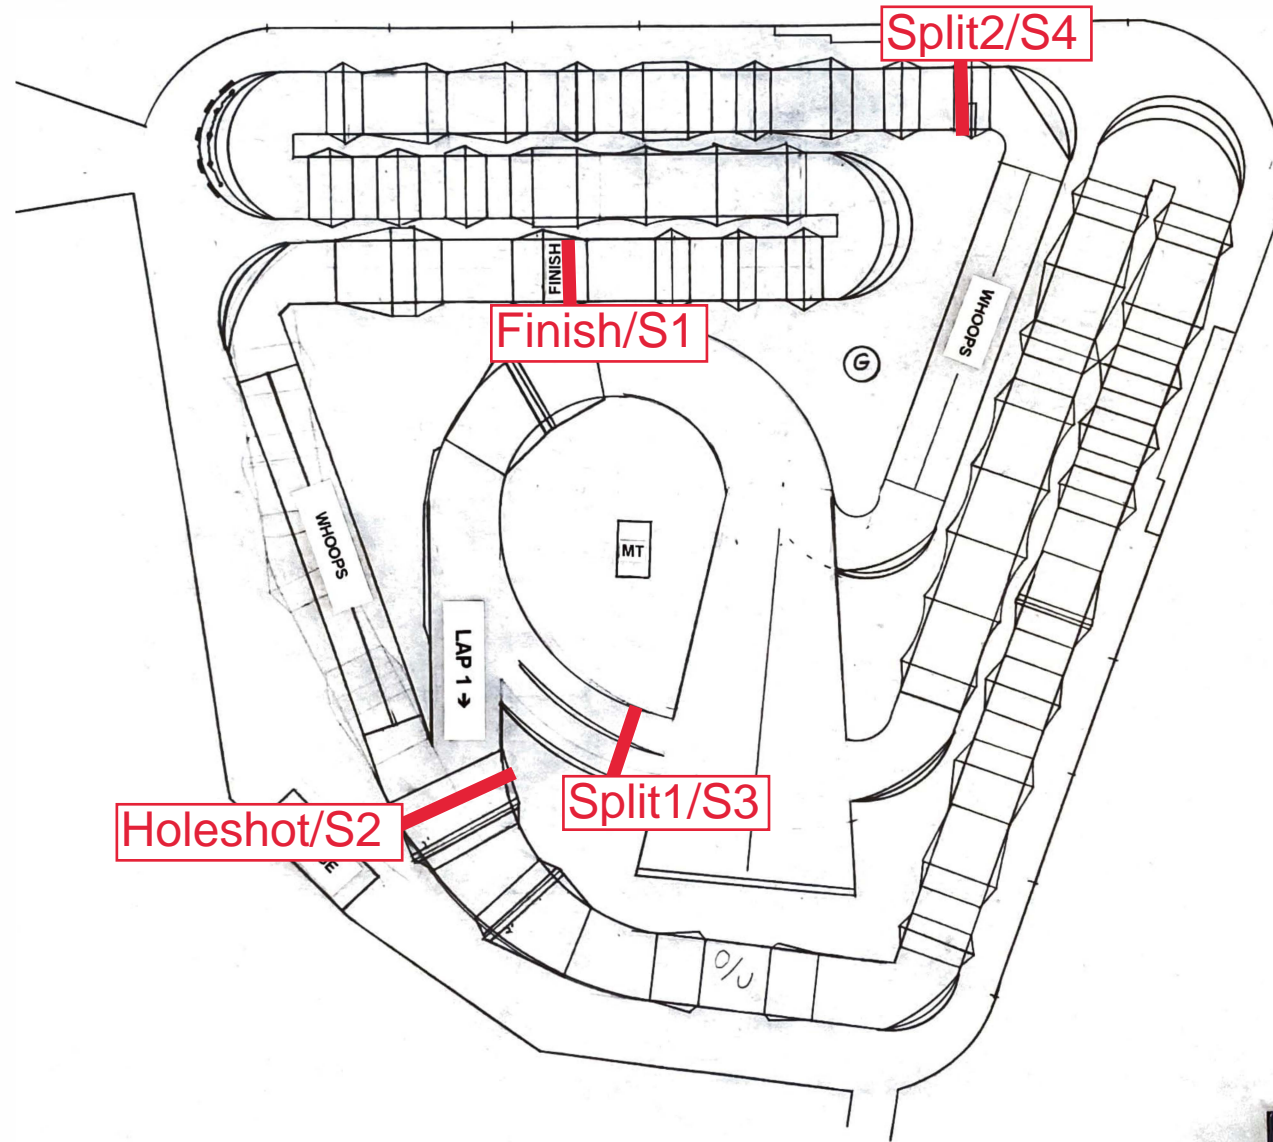 Split2/S4
FINISH
Finish/S1
WHOOPS
G
WHOOPS
MT
LAP 1 →
Split1/S3
Holeshot/S2